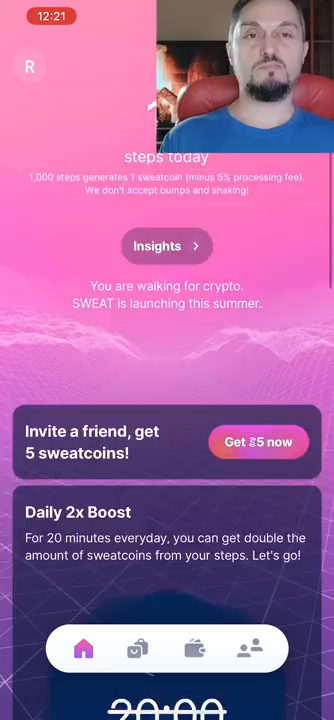 12:21
R
steps today
1,000 steps generates 1 sweatcoin (minus 5% processing fee).
We don't accept bumps and shaking!
Insights
You are walking for crypto.
SWEAT is launching this summer.
Invite a friend, get
5 sweatcoins!
Get 5 now
Daily 2x Boost
For 20 minutes everyday, you can get double the
amount of sweatcoins from your steps. Let's go!
20:00